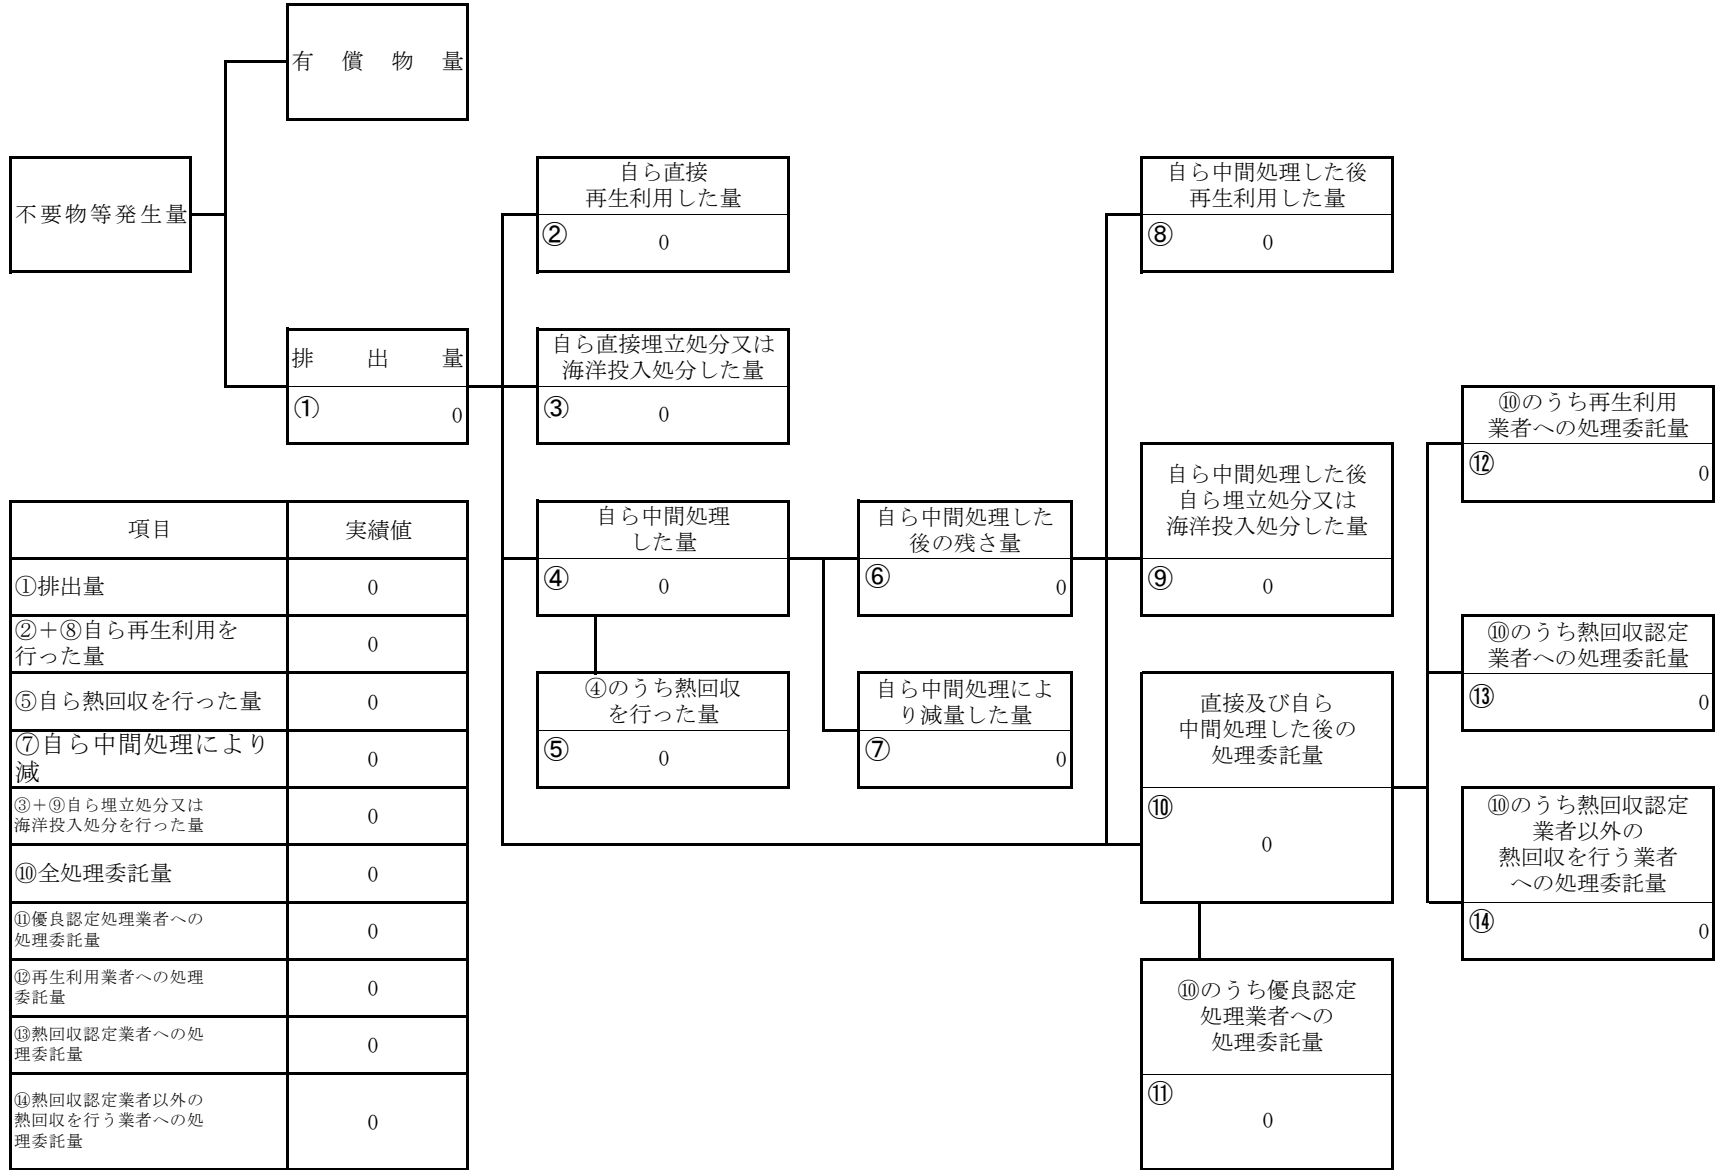 有償物量
不要物等発生量
自ら直接
再生利用した量
② 0
自ら中間処理した後
再生利用した量
⑧ 0
排出量
① 0
自ら直接埋立処分又は
海洋投入処分した量
③ 0
⑩のうち再生利用
業者への処理委託量
⑫ 0
自ら中間処理した後
自ら埋立処分又は
海洋投入処分した量
⑨ 0
自ら中間処理
した量
④ 0
自ら中間処理した
後の残さ量
⑥ 0
⑩のうち熱回収認定
業者への処理委託量
⑬ 0
④のうち熱回収
を行った量
⑤ 0
自ら中間処理によ
り減量した量
⑦ 0
直接及び自ら
中間処理した後の
処理委託量
⑩
0
⑩のうち熱回収認定
業者以外の
熱回収を行う業者
への処理委託量
⑭ 0
⑩のうち優良認定
処理業者への
処理委託量
⑪
0
項目 実績値
①排出量 0
②+⑧自ら再生利用を
行った量 0
⑤自ら熱回収を行った量 0
⑦自ら中間処理により
減 0
③+⑨自ら埋立処分又は
海洋投入処分を行った量 0
⑩全処理委託量 0
⑪優良認定処理業者への
処理委託量 0
⑫再生利用業者への処理
委託量 0
⑬熱回収認定業者への処
理委託量 0
⑭熱回収認定業者以外の
熱回収を行う業者への処
理委託量 0